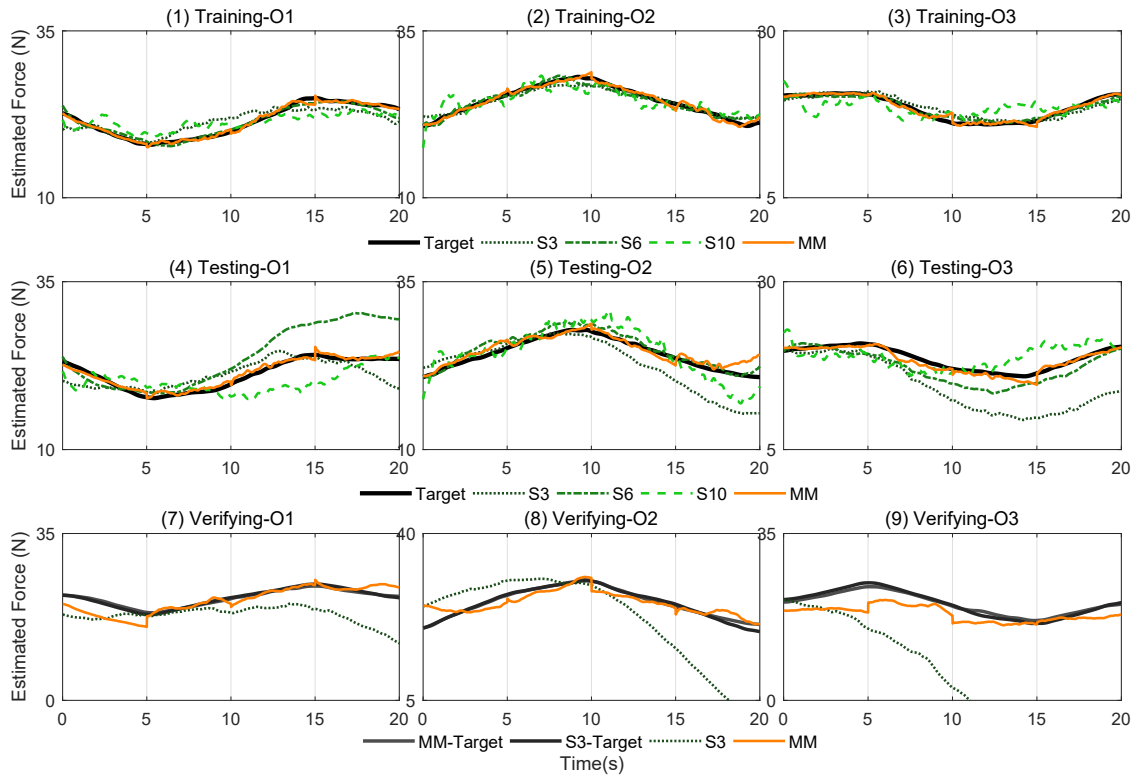 (1) Training-O1 (2) Training-O2 (3) Training-O3
Estimated Force (N)
35 35 30
10 10 5
5 10 15 20 5 10 15 20 5 10 15 20
Target S3 S6 S10 MM
(4) Testing-O1 (5) Testing-O2 (6) Testing-O3
Estimated Force (N)
35 35 30
10 10 5
5 10 15 20 5 10 15 20 5 10 15 20
Target S3 S6 S10 MM
(7) Verifying-O1 (8) Verifying-O2 (9) Verifying-O3
Estimated Force (N)
35 40 35
0 5 0
0 5 10 15 20 0 5 10 15 20 0 5 10 15 20
MM-Target S3-Target S3 MM
Time(s)